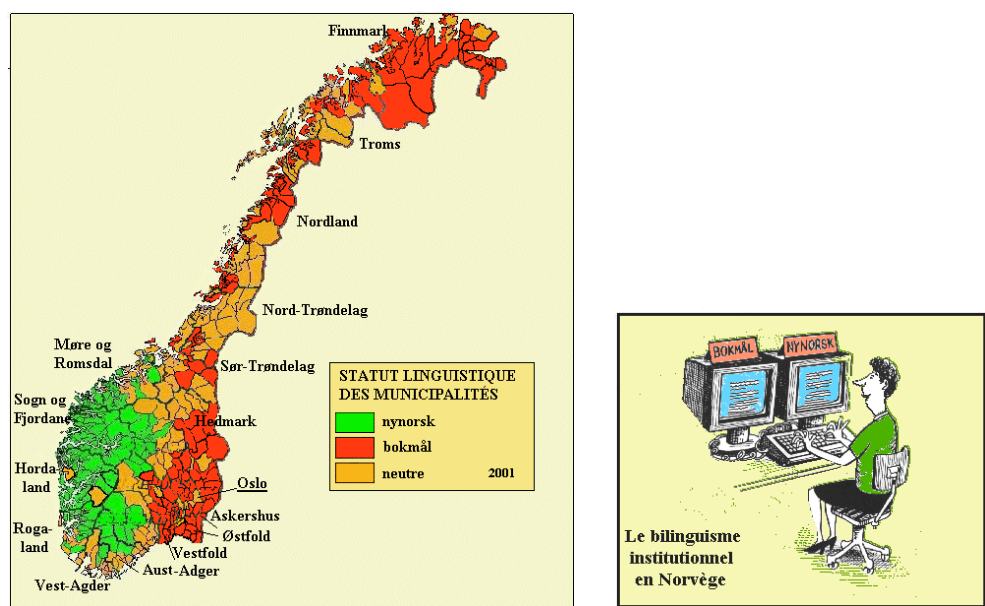 Finnmark
Troms
Nordland
Nord-Trøndelag
Møre og
Romsdal
Sør-Trøndelag
STATUT LINGUISTIQUE
DES MUNICIPALITÉS
nynorsk
bokmål
neutre 2001
Sogn og
Fjordane
Hedmark
Horda
land
Oslo
Askershus
Roga-
land
Østfold
Vestfold
Aust-Adger
Vest-Agder
BOKMÅL
NYNORSK
Le bilinguisme
institutionnel
en Norvège